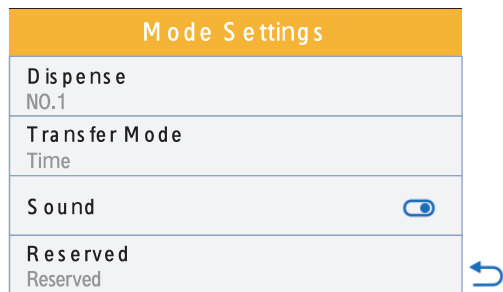 Mode Settings
Dispense
NO.1
Transfer Mode
Time
Sound
Reserved
Reserved